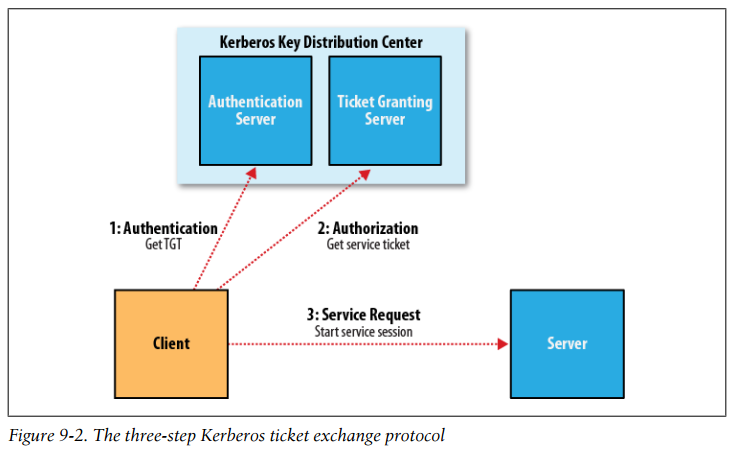 Kerberos Key Distribution Center
Authentication
Server
Ticket Granting
Server
1: Authentication
Get TGT
2: Authorization
Get service ticket
3: Service Request
Start service session
Client
Server
Figure 9-2. The three-step Kerberos ticket exchange protocol